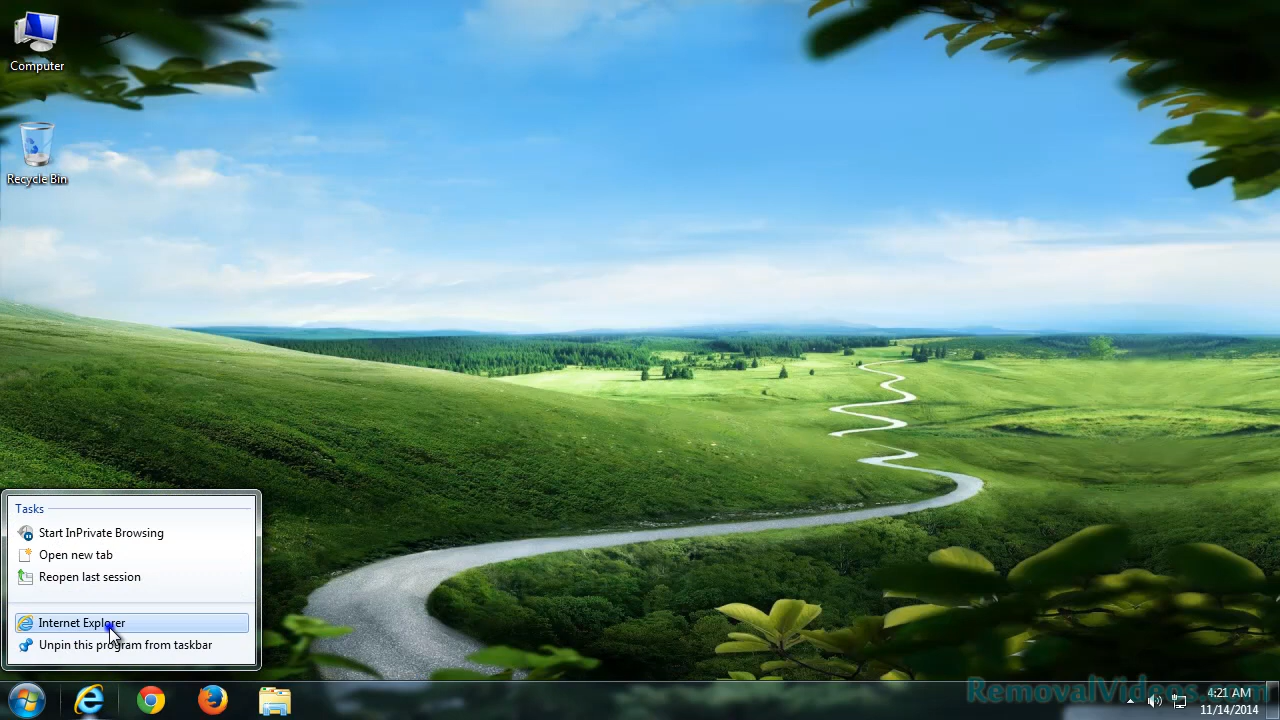 Computer
Recycle Bin
Tasks
Start InPrivate Browsing
Open new tab
Reopen last session
Internet Explorer
Unpin this program from taskbar
RemovalVideos.com
4:21 AM
11/14/2014